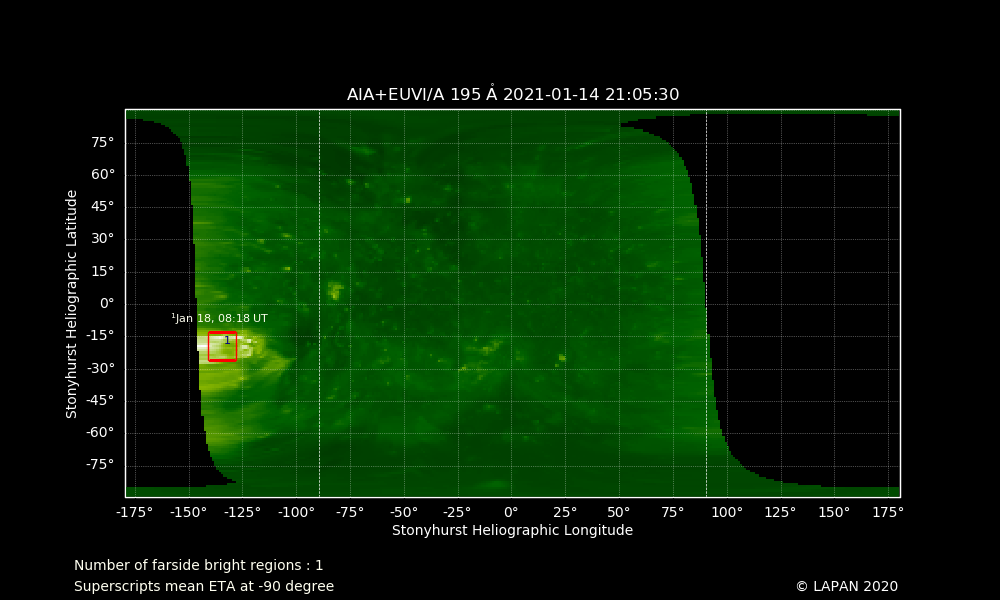 AIA+EUVI/A 195 Å 2021-01-14 21:05:30
Stonyhurst Heliographic Latitude
75°
60°
45°
30°
15°
0°
-15°
-30°
-45°
-60°
-75°
¹Jan 18, 08:18 UT
1
-175° -150° -125° -100° -75° -50° -25° 0° 25° 50° 75° 100° 125° 150° 175°
Stonyhurst Heliographic Longitude
Number of farside bright regions : 1
Superscripts mean ETA at -90 degree
© LAPAN 2020